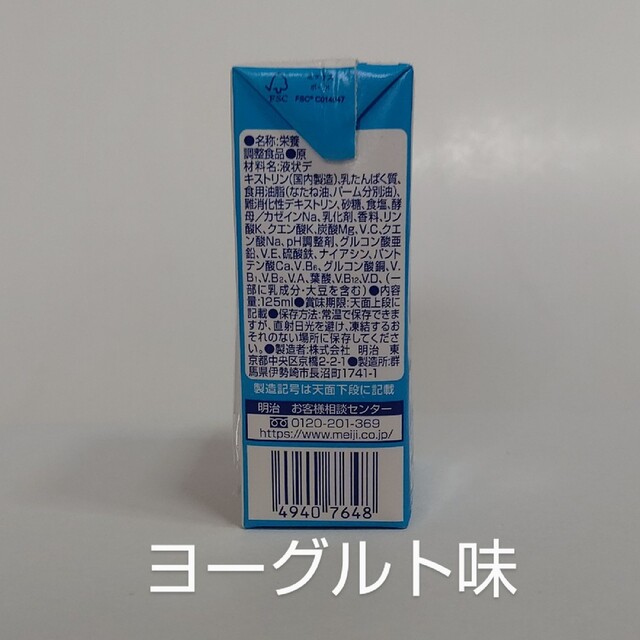 FSC
FSC® C014047
●名称:栄養
調整食品●原
材料名:液状デ
キストリン(国内製造)、乳たんぱく質、
食用油脂(なたね油、パーム分別油)、
難消化性デキストリン、砂糖、食塩、酵
母/カゼインNa、乳化剤、香料、リン
酸K、クエン酸K、炭酸Mg、V.C、クエ
ン酸Na、pH調整剤、グルコン酸亜
鉛、V.E、硫酸鉄、ナイアシン、パント
テン酸Ca、V.B₆、グルコン酸銅、V.
B₁、V.B₂、V.A、葉酸、V.B₁₂、V.D、(一
部に乳成分・大豆を含む)●内容
量:125ml●賞味期限:天面上段に
記載●保存方法:常温で保存できま
すが、直射日光を避け、凍結するおそ
れのない場所に保存してくださ
い。●製造者:株式会社 明治 東
京都中央区京橋2-2-1●製造所:群
馬県伊勢崎市長沼町1741-1
製造記号は天面下段に記載
明治 お客様相談センター
0120-201-369
https://www.meiji.co.jp/
4940 7648
ヨーグルト味